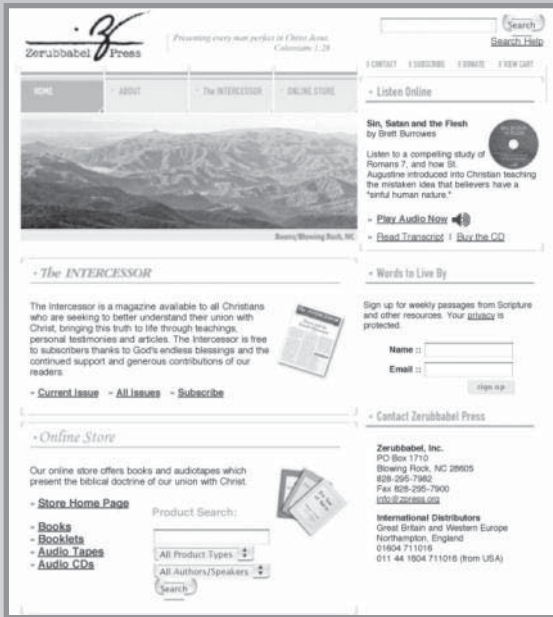 Zerubbabel Press
Presenting every man perfect in Christ Jesus.
Colossians 1:28
Search
Search Help
CONTACT SUBSCRIBE DONATE VIEW CART
HOME
ABOUT
The INTERCESSOR
ONLINE STORE
Boone/Blowing Rock, NC
Listen Online
Sin, Satan and the Flesh
by Brett Burrowes
Listen to a compelling study of
Romans 7, and how St.
Augustine introduced into Christian teaching
the mistaken idea that believers have a
"sinful human nature."
Play Audio Now
Read Transcript | Buy the CD
The INTERCESSOR
The Intercessor is a magazine available to all Christians
who are seeking to better understand their union with
Christ, bringing this truth to life through teachings,
personal testimonies and articles. The Intercessor is free
to subscribers thanks to God's endless blessings and the
continued support and generous contributions of our
readers.
Current Issue All Issues Subscribe
Words to Live By
Sign up for weekly passages from Scripture
and other resources. Your privacy is
protected.
Name ::
Email ::
sign up
Online Store
Our online store offers books and audiotapes which
present the biblical doctrine of our union with Christ.
Store Home Page
Books
Booklets
Audio Tapes
Audio CDs
Product Search:
All Product Types
All Authors/Speakers
Search
Contact Zerubbabel Press
Zerubbabel, Inc.
PO Box 1710
Blowing Rock, NC 28605
828-295-7982
Fax 828-295-7900
info@zpress.org
International Distributors
Great Britain and Western Europe
Northampton, England
01604 711016
011 44 1604 711016 (from USA)